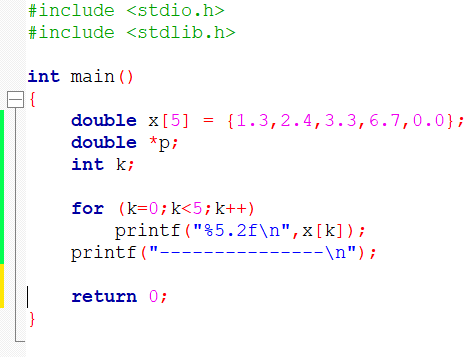 #include <stdio.h>
#include <stdlib.h>

int main()
{
    double x[5] = {1.3,2.4,3.3,6.7,0.0};
    double *p;
    int k;

    for (k=0;k<5;k++)
        printf("%5.2f\n",x[k]);
    printf("---------------\n");

    return 0;
}